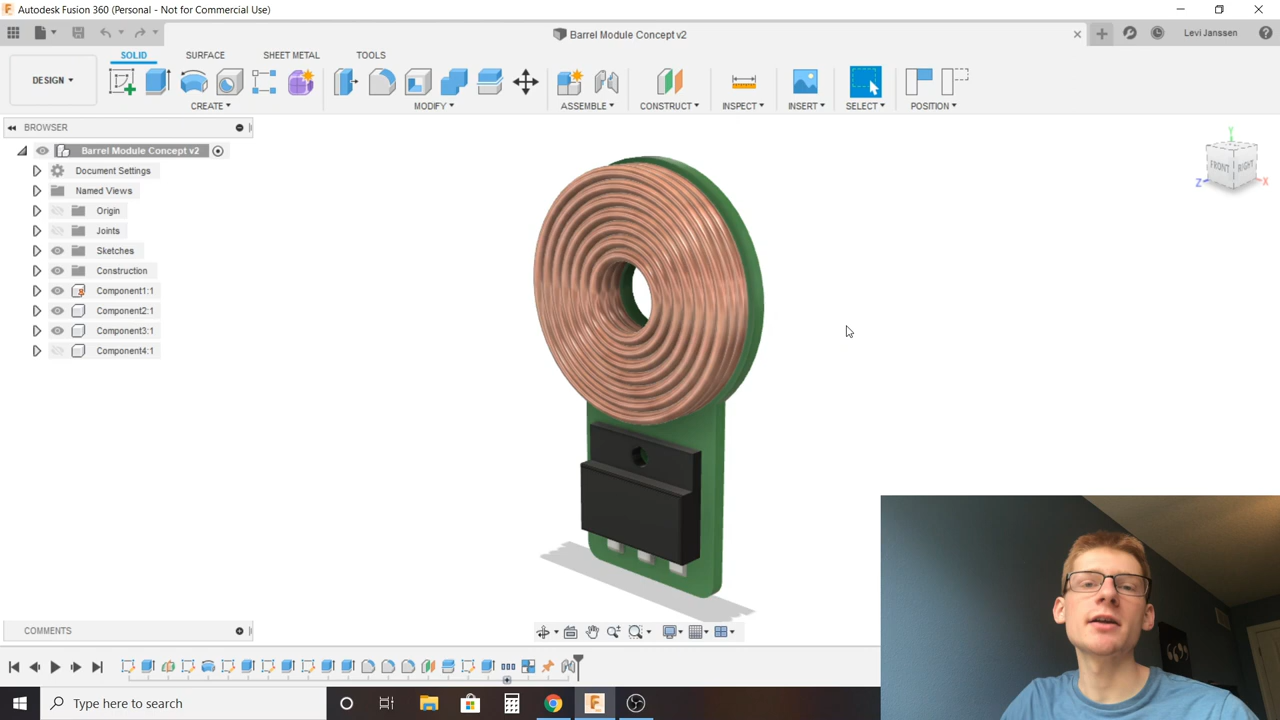 Autodesk Fusion 360 (Personal - Not for Commercial Use)
Barrel Module Concept v2
Levi Janssen
DESIGN
SOLID SURFACE SHEET METAL TOOLS
CREATE MODIFY ASSEMBLE CONSTRUCT INSPECT INSERT SELECT POSITION
BROWSER
Barrel Module Concept v2
Document Settings
Named Views
Origin
Joints
Sketches
Construction
Component1:1
Component2:1
Component3:1
Component4:1
Y
FRONT RIGHT
Z X
COMMENTS
Type here to search